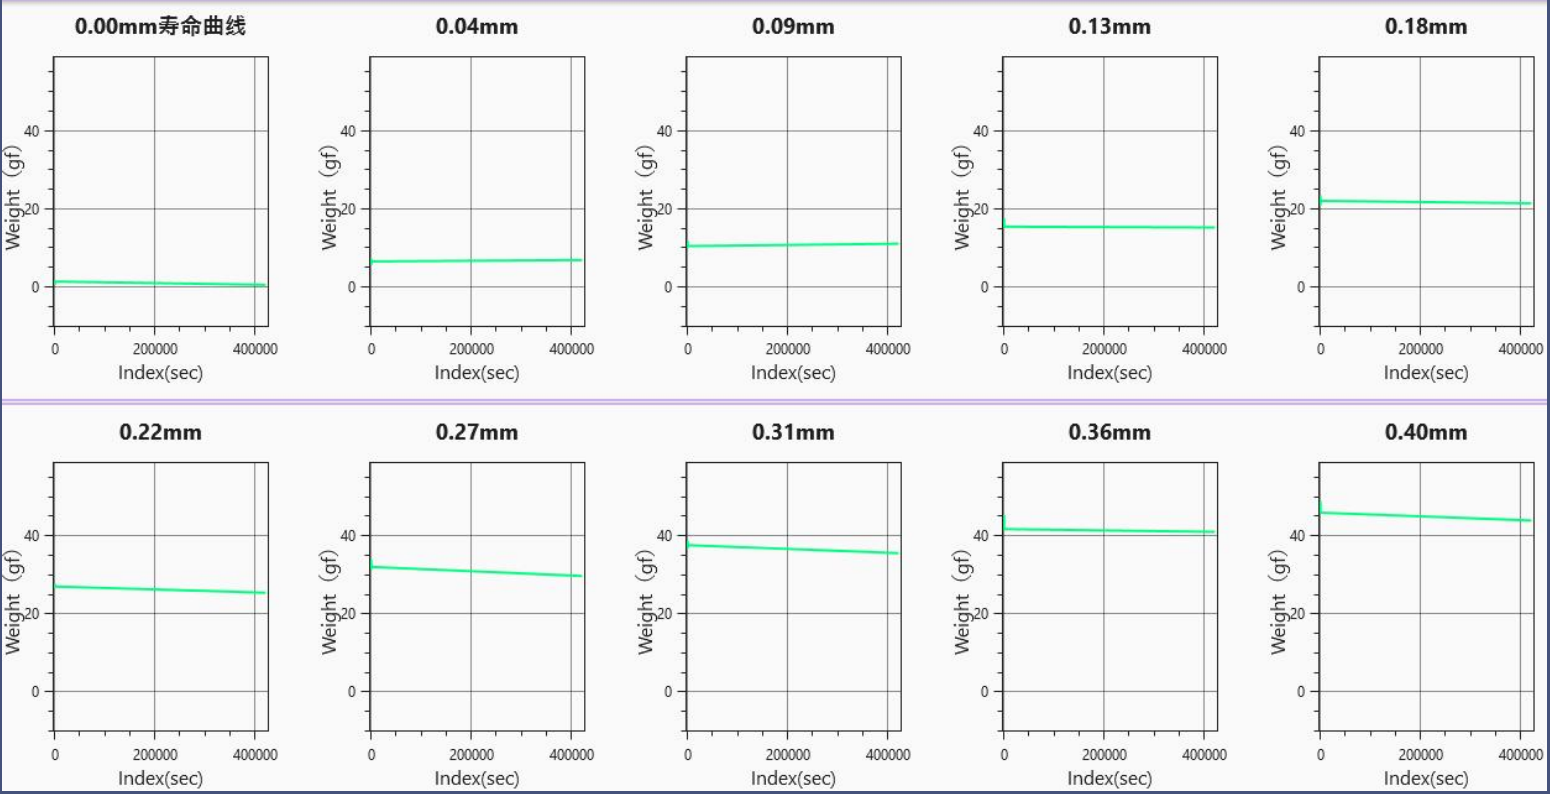 0.00mm寿命曲线
Weight（gf）
40
20
0
0 200000 400000
Index(sec)
0.04mm
Weight（gf）
40
20
0
0 200000 400000
Index(sec)
0.09mm
Weight（gf）
40
20
0
0 200000 400000
Index(sec)
0.13mm
Weight（gf）
40
20
0
0 200000 400000
Index(sec)
0.18mm
Weight（gf）
40
20
0
0 200000 400000
Index(sec)
0.22mm
Weight（gf）
40
20
0
0 200000 400000
Index(sec)
0.27mm
Weight（gf）
40
20
0
0 200000 400000
Index(sec)
0.31mm
Weight（gf）
40
20
0
0 200000 400000
Index(sec)
0.36mm
Weight（gf）
40
20
0
0 200000 400000
Index(sec)
0.40mm
Weight（gf）
40
20
0
0 200000 400000
Index(sec)